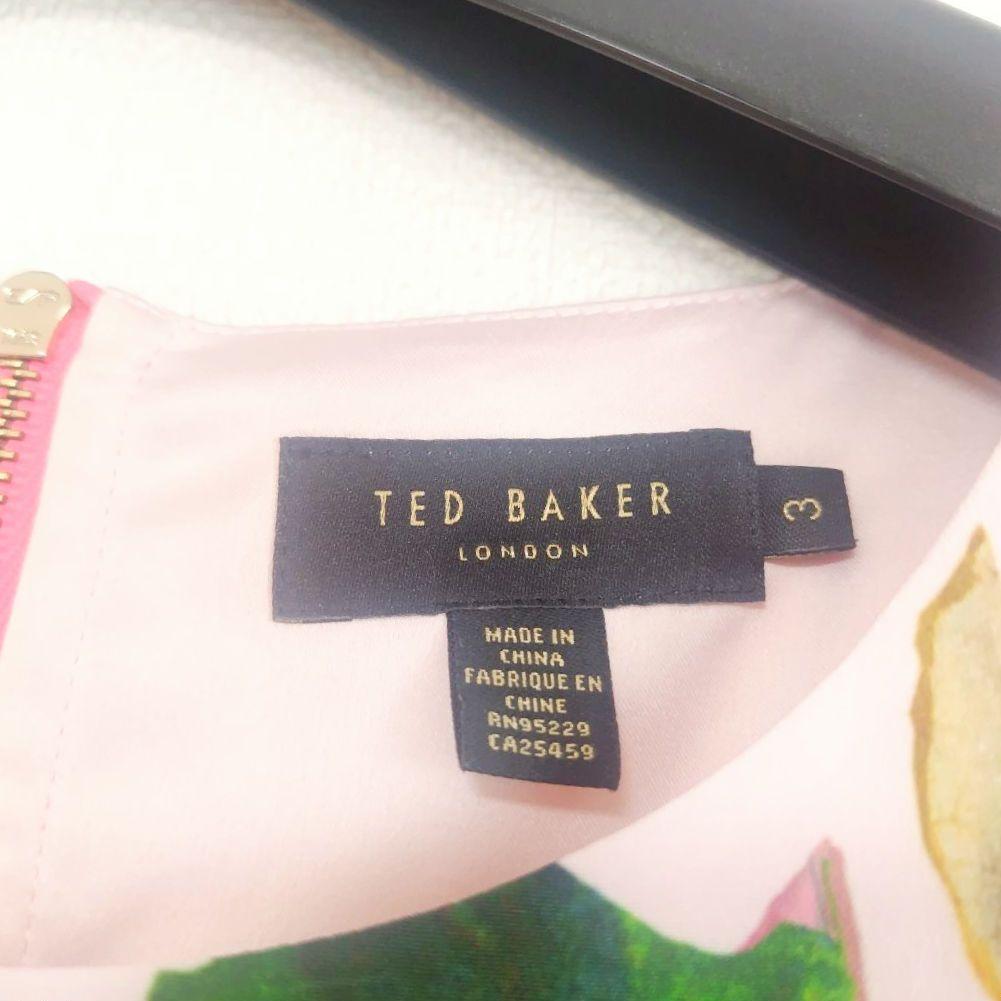 TED BAKER
LONDON
3
MADE IN
CHINA
FABRIQUE EN
CHINE
RN95229
CA25459